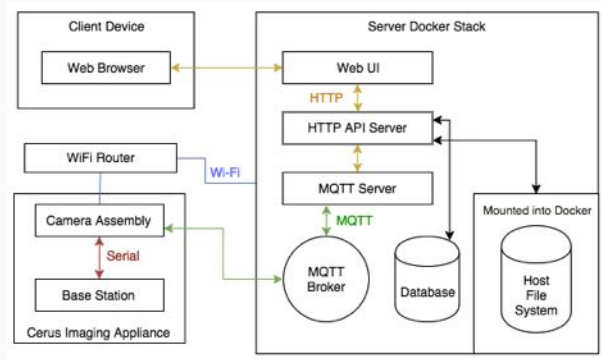 Client Device
Web Browser
Server Docker Stack
Web UI
HTTP
HTTP API Server
WiFi Router
Wi-Fi
MQTT Server
MQTT
Camera Assembly
Serial
Base Station
Cerus Imaging Appliance
MQTT
Broker
Database
Mounted into Docker
Host
File
System